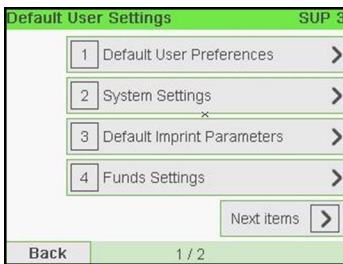 Default User Settings SUP 3
1 Default User Preferences
2 System Settings
3 Default Imprint Parameters
4 Funds Settings
Next items
Back 1 / 2